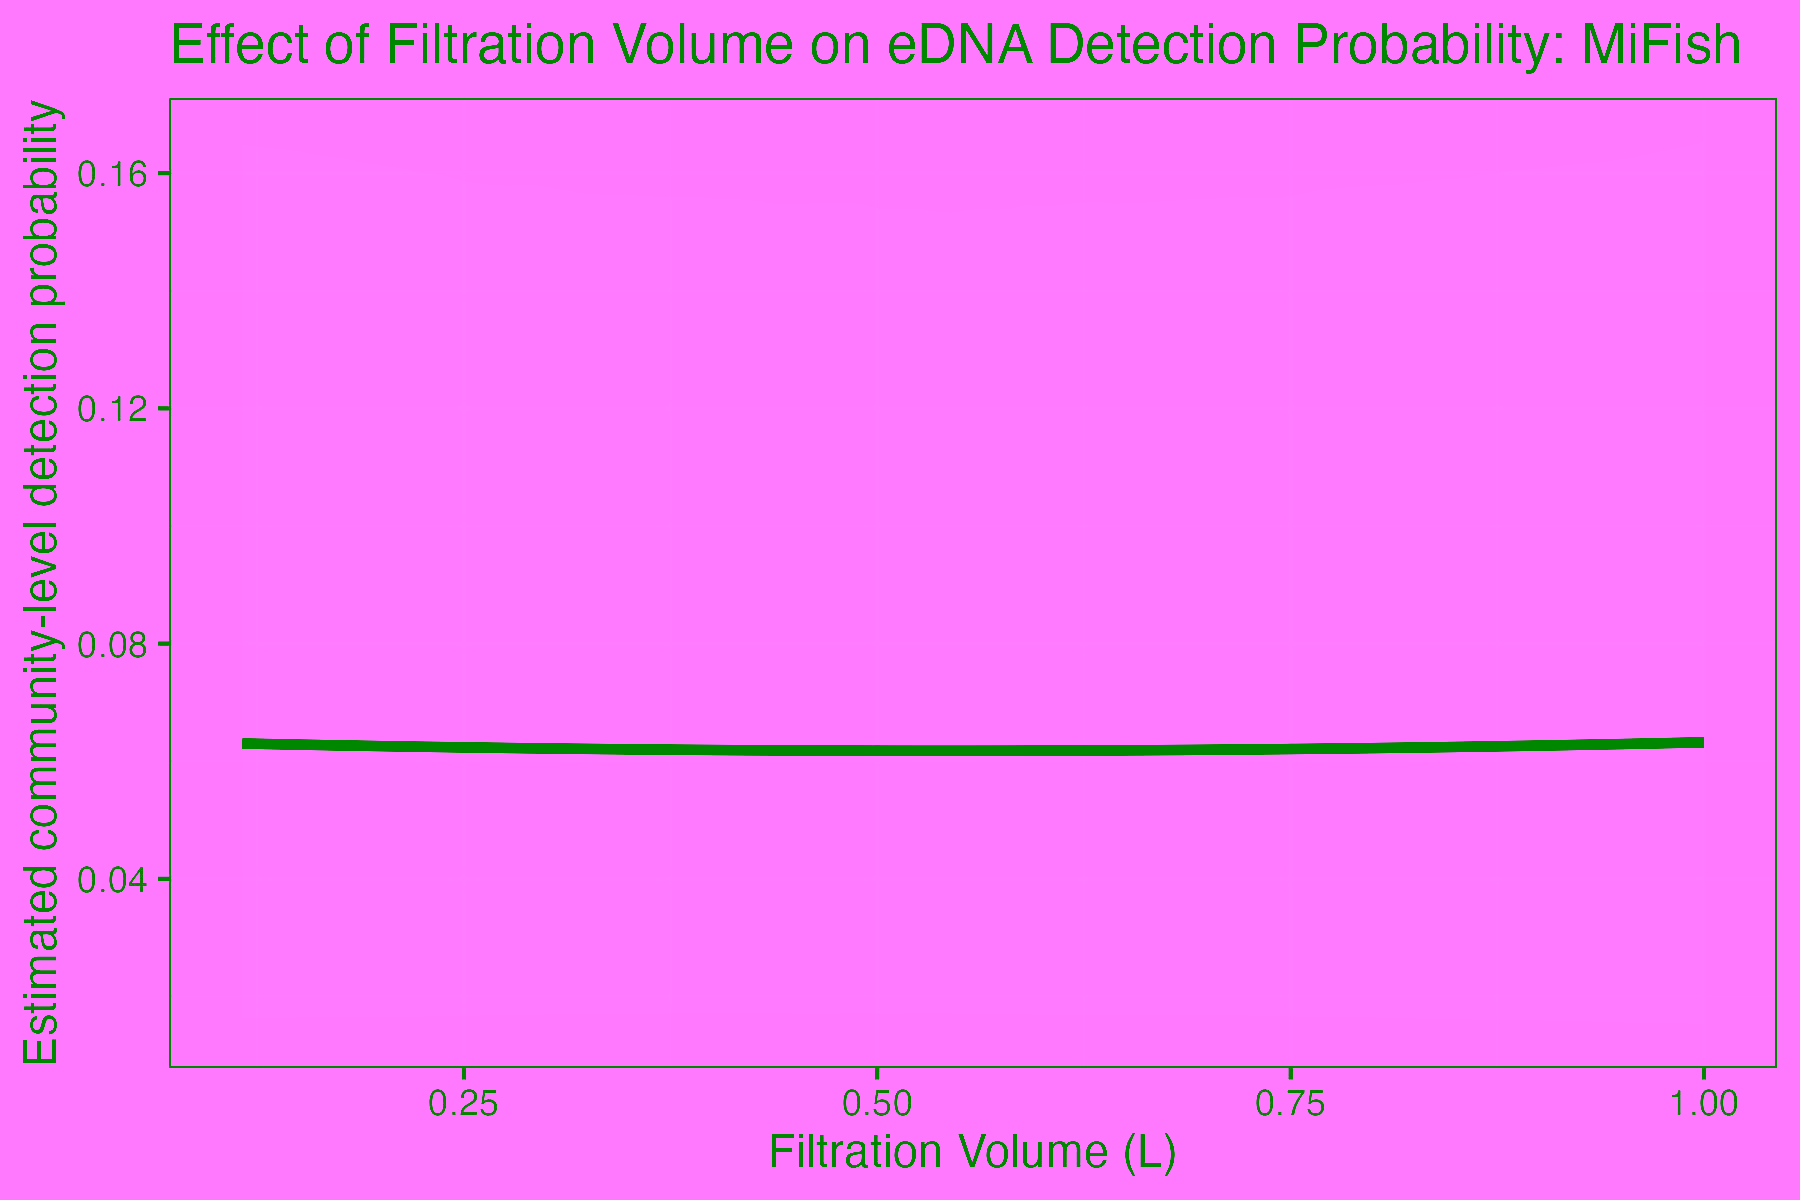 Effect of Filtration Volume on eDNA Detection Probability: MiFish
Estimated community-level detection probability
0.16
0.12
0.08
0.04
0.25
0.50
0.75
1.00
Filtration Volume (L)